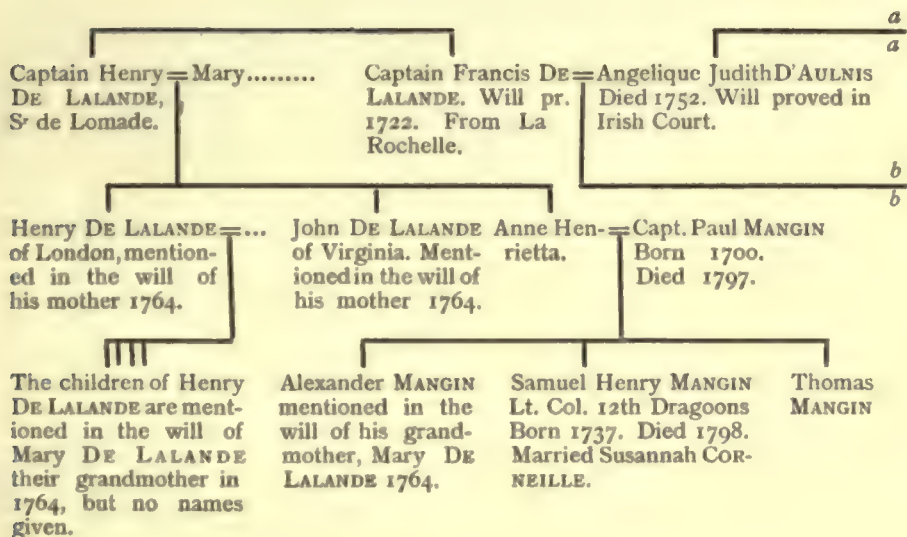 a
a
Captain Henry = Mary.........
DE LALANDE,
Sr de Lomade.
Captain Francis DE = Angelique Judith D'AULNIS
LALANDE. Will pr.
1722. From La
Rochelle.
Died 1752. Will proved in
Irish Court.
b
b
Henry DE LALANDE = ...
of London, mention-
ed in the will of
his mother 1764.
John DE LALANDE
of Virginia. Ment-
ioned in the will of
his mother 1764.
Anne Hen- = Capt. Paul MANGIN
rietta.
Born 1700.
Died 1797.
The children of Henry
DE LALANDE are ment-
ioned in the will of
Mary DE LALANDE
their grandmother in
1764, but no names
given.
Alexander MANGIN
mentioned in the
will of his grand-
mother, Mary DE
LALANDE 1764.
Samuel Henry MANGIN
Lt. Col. 12th Dragoons
Born 1737. Died 1798.
Married Susannah COR-
NEILLE.
Thomas
MANGIN